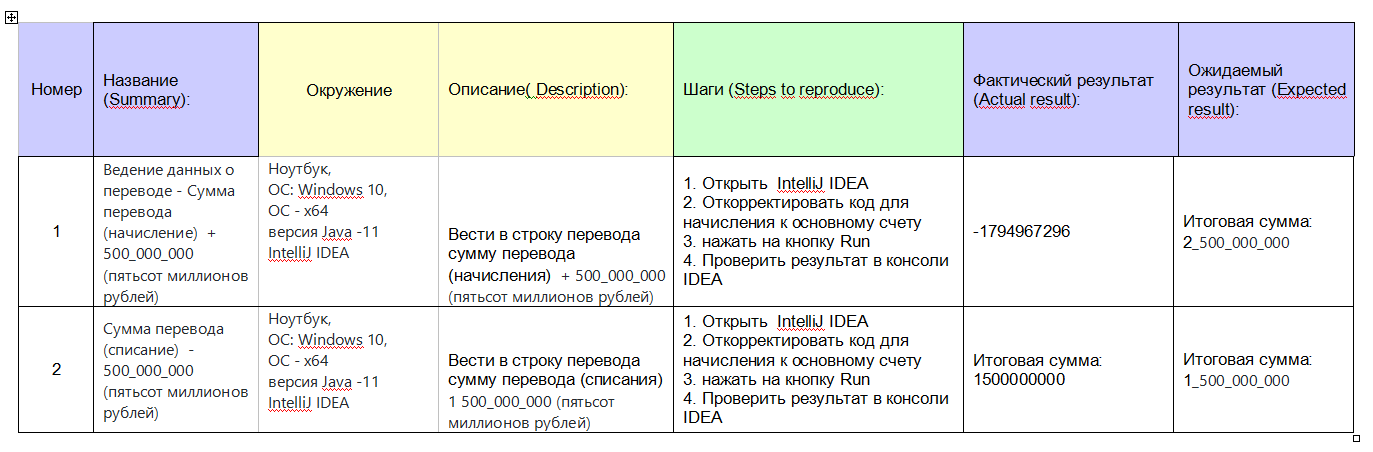 Номер
Название
(Summary):
Окружение
Описание( Description):
Шаги (Steps to reproduce):
Фактический результат
(Actual result):
Ожидаемый
результат (Expected
result):
1
Ведение данных о
переводе - Сумма
перевода
(начисление) +
500_000_000
(пятьсот миллионов
рублей)
Ноутбук,
ОС: Windows 10,
ОС - x64
версия Java -11
IntelliJ IDEA
Вести в строку перевода
сумму перевода
(начисления) + 500_000_000
(пятьсот миллионов рублей)
1. Открыть IntelliJ IDEA
2. Откорректировать код для
начисления к основному счету
3. нажать на кнопку Run
4. Проверить результат в консоли
IDEA
-1794967296
Итоговая сумма:
2_500_000_000
2
Сумма перевода
(списание) -
500_000_000
(пятьсот миллионов
рублей)
Ноутбук,
ОС: Windows 10,
ОС - x64
версия Java -11
IntelliJ IDEA
Вести в строку перевода
сумму перевода (списания)
1 500_000_000 (пятьсот
миллионов рублей)
1. Открыть IntelliJ IDEA
2. Откорректировать код для
начисления к основному счету
3. нажать на кнопку Run
4. Проверить результат в консоли
IDEA
Итоговая сумма:
1500000000
Итоговая сумма:
1_500_000_000